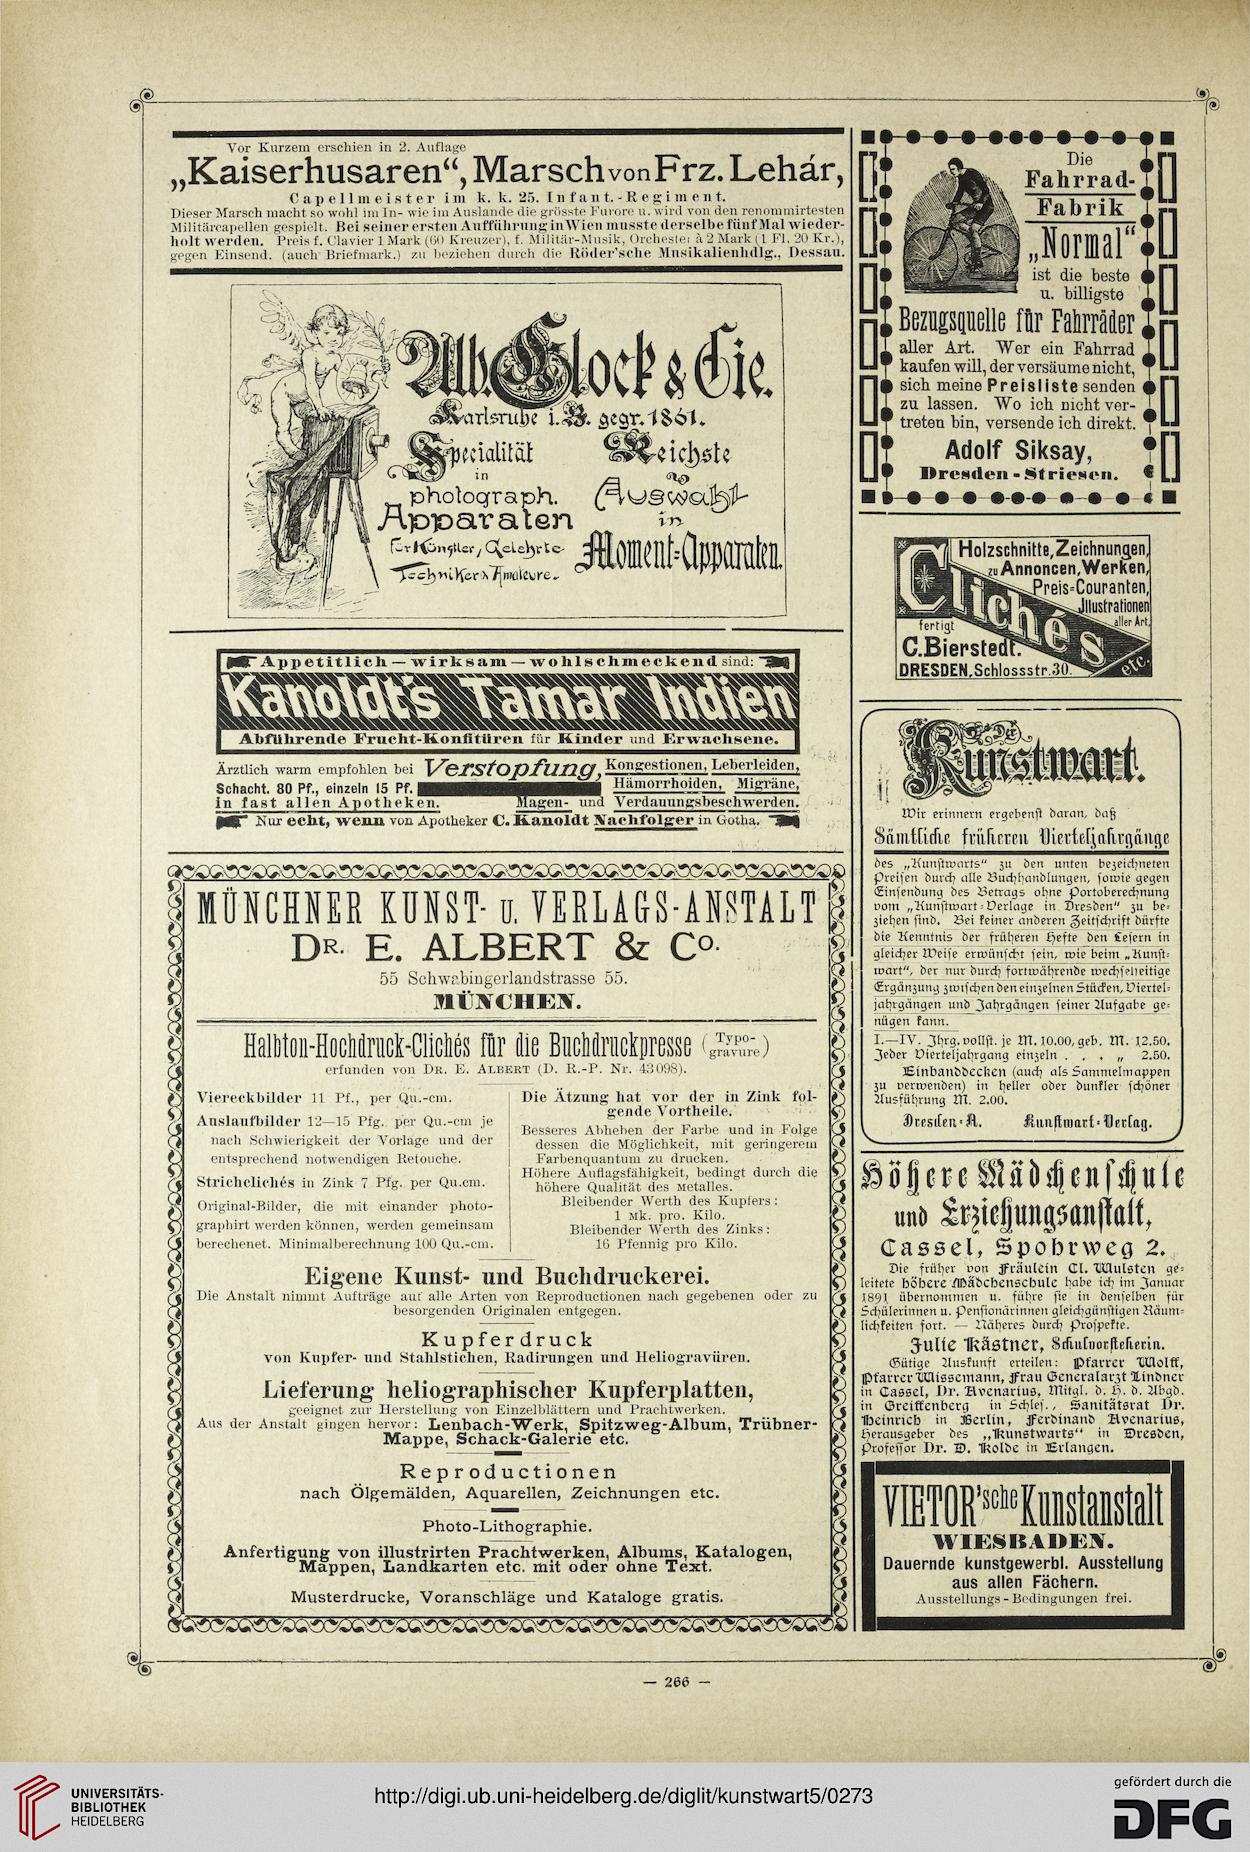 Vor Kurzem erschien in 2. Auflage
„Kaiserhusaren“, Marsch von Frz. Lehár,
Capellmeister im k. k. 25. Infant.-Regiment.
Dieser Marsch macht so wohl im In- wie im Auslande die grösste Furore u. wird von den renommirtesten
Militärcapellen gespielt. Bei seiner ersten Aufführung in Wien musste derselbe fünf Mal wieder-
holt werden. Preis f. Clavier 1 Mark (60 Kreuzer), f. Militär-Musik, Orchester à 2 Mark (1 Fl. 20 Kr.),
gegen Einsend. (auch Briefmark.) zu beziehen durch die Röder'sche Musikalienhdlg., Dessau.
Alb. Glock & Cie.
Karlsruhe i. B. gegr. 1861.
Specialität
in
photograph.
Apparaten
für Künstler, Gelehrte
Techniker & Amateure.
Reichste
Auswahl
in
Moment-Apparaten.
Appetitlich — wirksam — wohlschmeckend sind:
Kanoldt's Tamar Indien
Abführende Frucht-Konfitüren für Kinder und Erwachsene.
Ärztlich warm empfohlen bei Verstopfung, Kongestionen, Leberleiden,
Schacht. 80 Pf., einzeln 15 Pf. Hämorrhoiden, Migräne,
in fast allen Apotheken. Magen- und Verdauungsbeschwerden.
Nur echt, wenn von Apotheker C. Kanoldt Nachfolger in Gotha.
MÜNCHNER KUNST- U. VERLAGS-ANSTALT
DR. E. ALBERT & CO.
55 Schwabingerlandstrasse 55.
MÜNCHEN.
Halbton-Hochdruck-Clichés für die Buchdruckpresse (Typo-gravure)
erfunden von DR. E. ALBERT (D. R.-P. Nr. 43098).
Viereckbilder 11 Pf., per Qu.-cm.
Auslaufbilder 12—15 Pfg. per Qu.-cm je
nach Schwierigkeit der Vorlage und der
entsprechend notwendigen Retouche.
Strichclichés in Zink 7 Pfg. per Qu.cm.
Original-Bilder, die mit einander photo-
graphirt werden können, werden gemeinsam
berechenet. Minimalberechnung 100 Qu.-cm.
Die Ätzung hat vor der in Zink fol-
gende Vortheile.
Besseres Abheben der Farbe und in Folge
dessen die Möglichkeit, mit geringerem
Farbenquantum zu drucken.
Höhere Auflagsfähigkeit, bedingt durch die
höhere Qualität des Metalles.
Bleibender Werth des Kupfers:
1 Mk. pro. Kilo.
Bleibender Werth des Zinks:
16 Pfennig pro Kilo.
Eigene Kunst- und Buchdruckerei.
Die Anstalt nimmt Aufträge auf alle Arten von Reproductionen nach gegebenen oder zu
besorgenden Originalen entgegen.
Kupferdruck
von Kupfer- und Stahlstichen, Radirungen und Heliogravüren.
Lieferung heliographischer Kupferplatten,
geeignet zur Herstellung von Einzelblättern und Prachtwerken.
Aus der Anstalt gingen hervor: Lenbach-Werk, Spitzweg-Album, Trübner-
Mappe, Schack-Galerie etc.
Reproductionen
nach Ölgemälden, Aquarellen, Zeichnungen etc.
Photo-Lithographie.
Anfertigung von illustrirten Prachtwerken, Albums, Katalogen,
Mappen, Landkarten etc. mit oder ohne Text.
Musterdrucke, Voranschläge und Kataloge gratis.
Die
Fahrrad-
Fabrik
„Normal“
ist die beste
u. billigste
Bezugsquelle für Fahrräder
aller Art. Wer ein Fahrrad
kaufen will, der versäume nicht,
sich meine Preisliste senden
zu lassen. Wo ich nicht ver-
treten bin, versende ich direkt.
Adolf Siksay,
Dresden-Striesen.
Holzschnitte, Zeichnungen,
zu Annoncen, Werken,
Preis-Couranten,
Jllustrationen
aller Art,
Clichés
etc.
fertigt
C. Bierstedt.
DRESDEN, Schlossstr. 30.
Der
Kunstwart.
Wir erinnern ergebenst daran, daß
Sämtliche früheren Vierteljahrgänge
des „Kunstwarts“ zu den unten bezeichneten
Preisen durch alle Buchhandlungen, sowie gegen
Einsendung des Betrags ohne Portoberechnung
vom „Kunstwart-Verlage in Dresden“ zu be-
ziehen sind. Bei keiner anderen Zeitschrift dürfte
die Kenntnis der früheren Hefte den Lesern in
gleicher Weise erwünscht sein, wie beim „Kunst-
wart“, der nur durch fortwährende wechselseitige
Ergänzung zwischen den einzelnen Stücken, Viertel-
jahrgängen und Jahrgängen seiner Aufgabe ge-
nügen kann.
I.—IV. Jhrg. vollst. je M. 10.00, geb. M. 12.50.
Jeder Vierteljahrgang einzeln . . . „ 2.50.
Einbanddecken (auch als Sammelmappen
zu verwenden) in heller oder dunkler schöner
Ausführung M. 2.00.
Dresden-A. Kunstwart-Verlag.
Höhere Mädchenschule
und Erziehungsanstalt,
Cassel, Spohrweg 2.
Die früher von Fräulein Cl. Wulsten ge-
leitete höhere Mädchenschule habe ich im Januar
1891 übernommen u. führe sie in denselben für
Schülerinnen u. Pensionärinnen gleichgünstigen Räum-
lichkeiten fort. — Näheres durch Prospekte.
Julie Kästner, Schulvorsteherin.
Gütige Auskunft erteilen: Pfarrer Wolff,
Pfarrer Wissemann, Frau Generalarzt Lindner
in Cassel, Dr. Avenarius, Mitgl. d. H. d. Abgd.
in Greiffenberg in Schles., Sanitätsrat Dr.
Heinrich in Berlin, Ferdinand Avenarius,
Herausgeber des „Kunstwarts“ in Dresden,
Professor Dr. D. Kolde in Erlangen.
VIETOR'sche Kunstanstalt
WIESBADEN.
Dauernde kunstgewerbl. Ausstellung
aus allen Fächern.
Ausstellungs-Bedingungen frei.
— 266 —
UNIVERSITÄTS-
BIBLIOTHEK
HEIDELBERG
http://digi.ub.uni-heidelberg.de/diglit/kunstwart5/0273
gefördert durch die
DFG